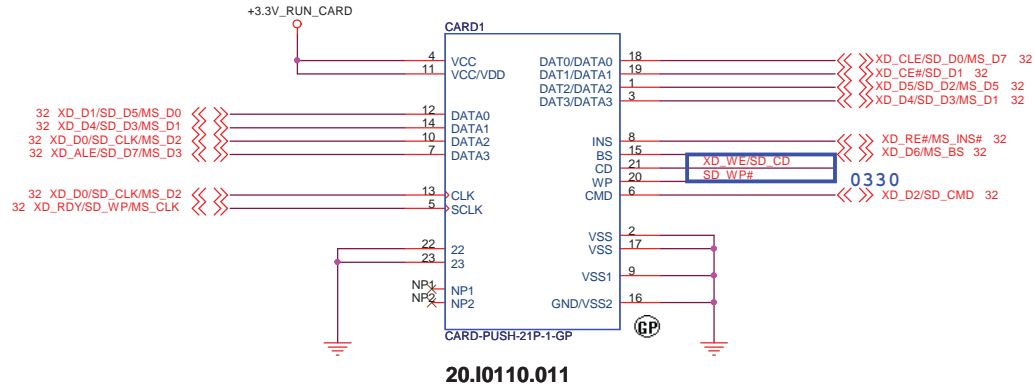 +3.3V_RUN_CARD
CARD1
4 VCC DAT0/DATA0 18 XD_CLE/SD_D0/MS_D7 32
11 VCC/VDD DAT1/DATA1 19 XD_CE#/SD_D1 32
DAT2/DATA2 1 XD_D5/SD_D2/MS_D5 32
DAT3/DATA3 3 XD_D4/SD_D3/MS_D1 32
32 XD_D1/SD_D5/MS_D0 12 DATA0
32 XD_D4/SD_D3/MS_D1 14 DATA1
32 XD_D0/SD_CLK/MS_D2 10 DATA2
32 XD_ALE/SD_D7/MS_D3 7 DATA3
INS 8 XD_RE#/MS_INS# 32
BS 15 XD_D6/MS_BS 32
CD 21 XD_WE/SD_CD
WP 20 SD_WP# 0330
32 XD_D0/SD_CLK/MS_D2 13 CLK CMD 6 XD_D2/SD_CMD 32
32 XD_RDY/SD_WP/MS_CLK 5 SCLK
VSS 2
22 22 VSS 17
23 23
VSS1 9
NP1 NP1
NP2 NP2 GND/VSS2 16
GP
CARD-PUSH-21P-1-GP
20.I0110.011